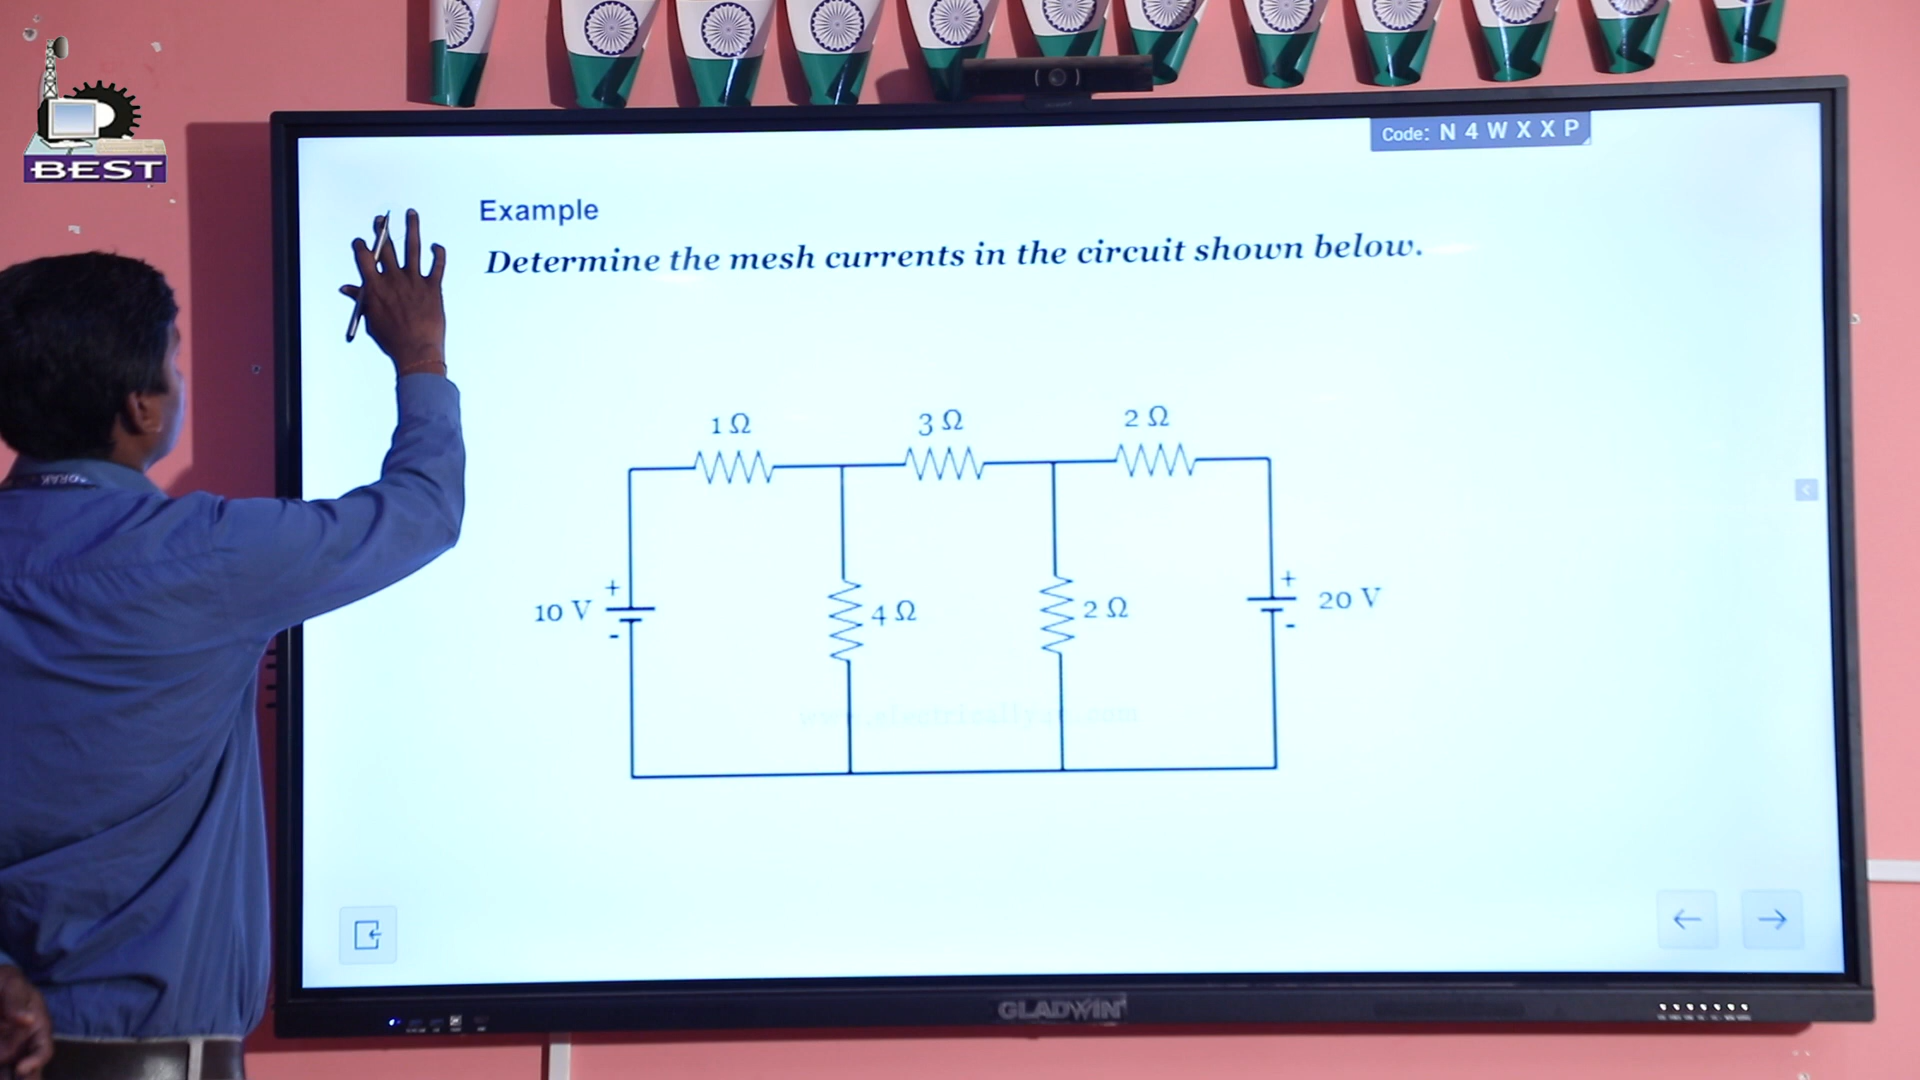 BEST
Code: N 4 W X X P
Example
Determine the mesh currents in the circuit shown below.
1 Ω
3 Ω
2 Ω
+
10 V
-
4 Ω
2 Ω
+
20 V
-
GLADWIN